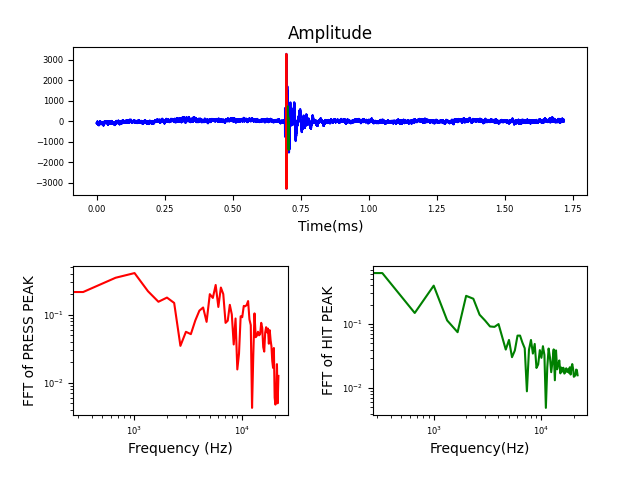 Amplitude
3000
2000
1000
0
−1000
−2000
−3000
0.00 0.25 0.50 0.75 1.00 1.25 1.50 1.75
Time(ms)
FFT of PRESS PEAK
10⁻¹
10⁻²
10³ 10⁴
Frequency (Hz)
FFT of HIT PEAK
10⁻¹
10⁻²
10³ 10⁴
Frequency(Hz)